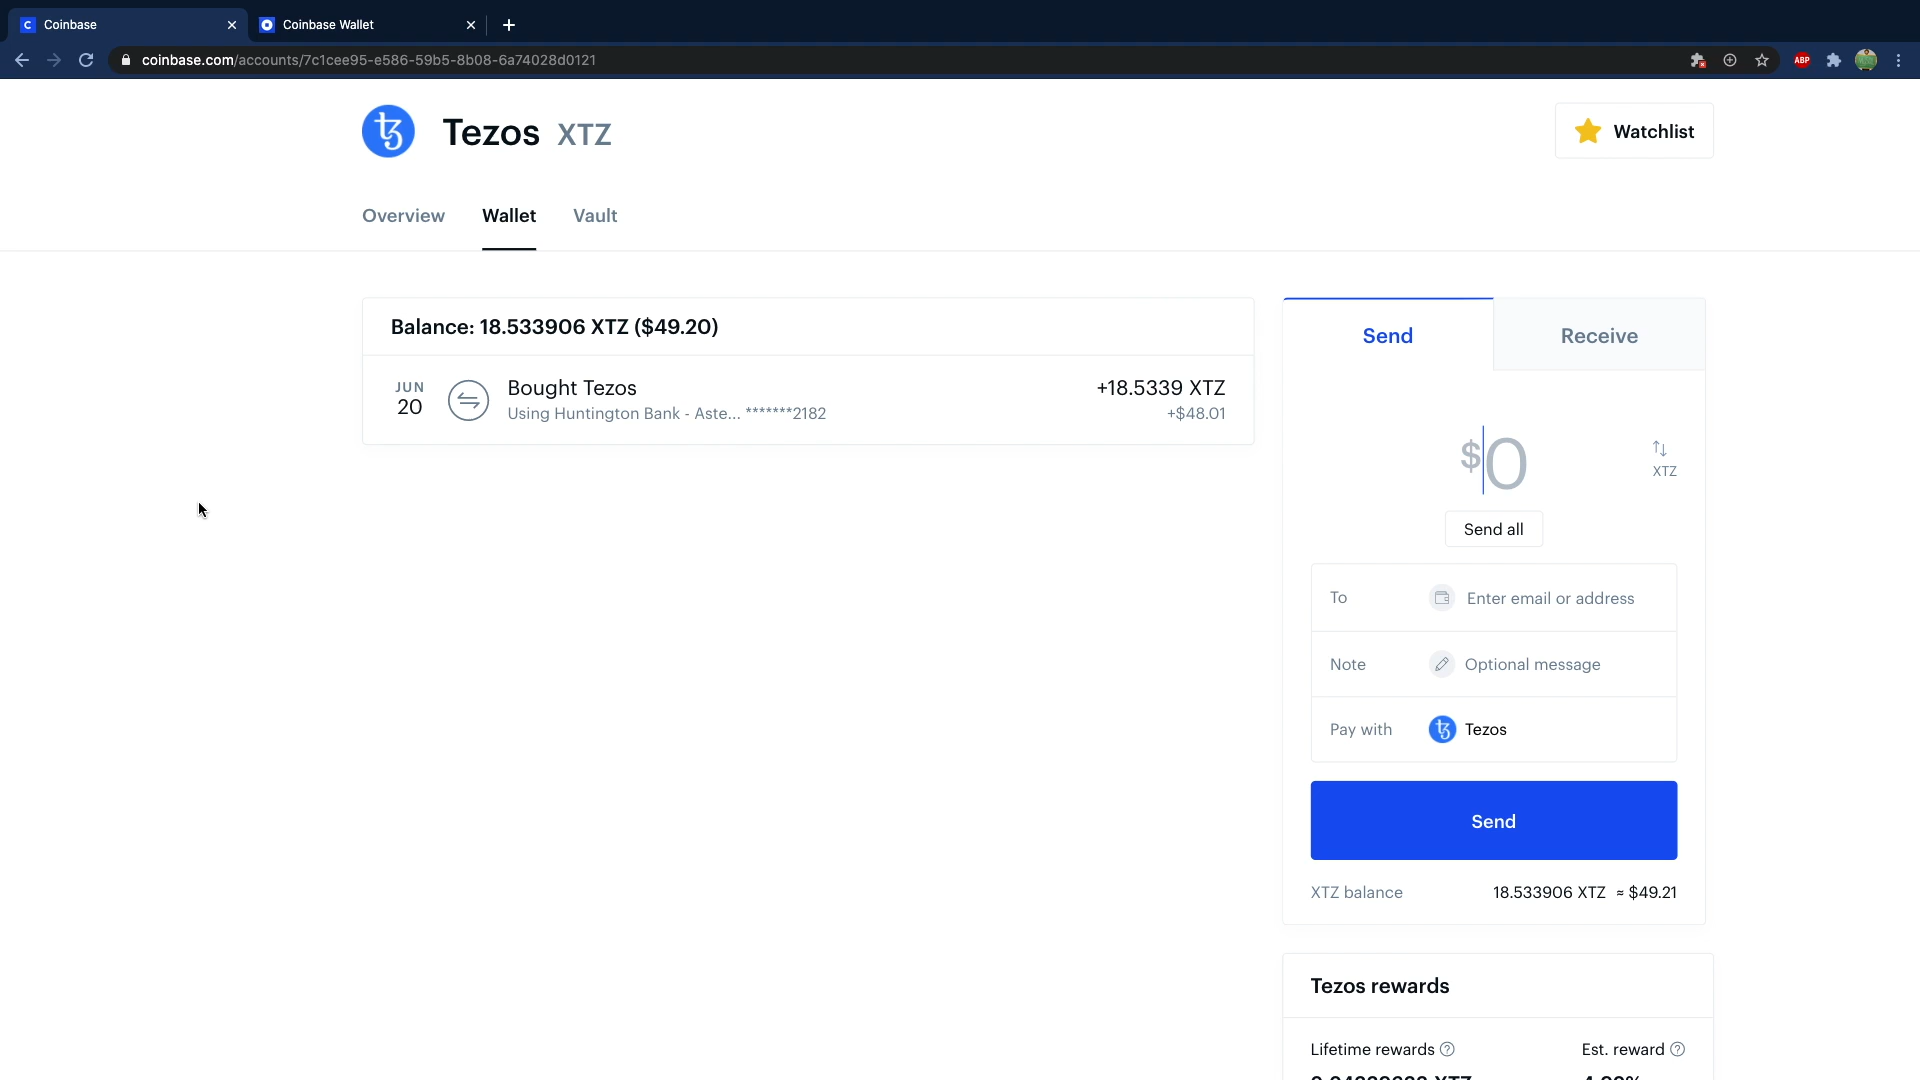 Coinbase
Coinbase Wallet
coinbase.com/accounts/7c1cee95-e586-59b5-8b08-6a74028d0121
ABP
Tezos XTZ
Watchlist
Overview Wallet Vault
Balance: 18.533906 XTZ ($49.20)
JUN
20
Bought Tezos
Using Huntington Bank - Aste... *******2182
+18.5339 XTZ
+$48.01
Send Receive
$0
XTZ
Send all
To Enter email or address
Note Optional message
Pay with Tezos
Send
XTZ balance 18.533906 XTZ ≈ $49.21
Tezos rewards
Lifetime rewards Est. reward